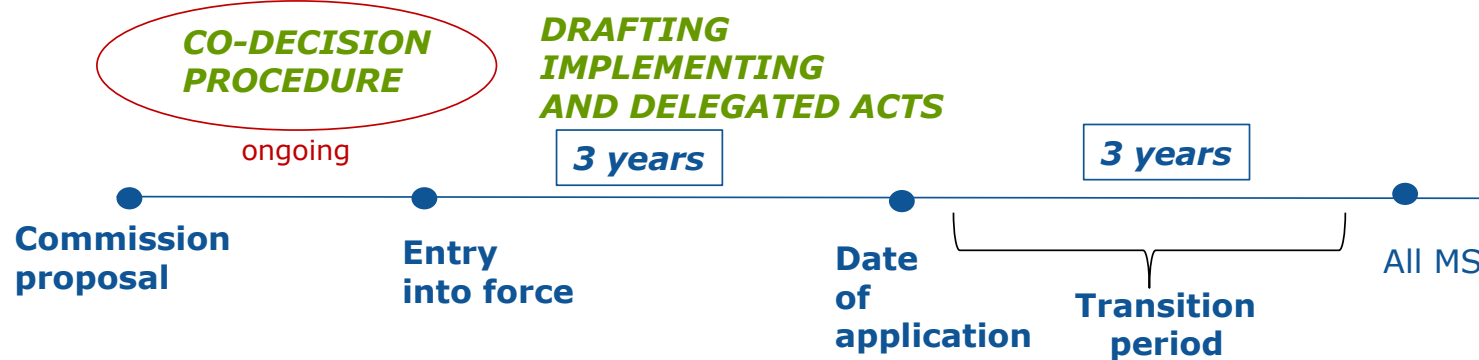 CO-DECISION
PROCEDURE
ongoing
DRAFTING
IMPLEMENTING
AND DELEGATED ACTS
3 years
3 years
Commission
proposal
Entry
into force
Date
of
application
Transition
period
All MS